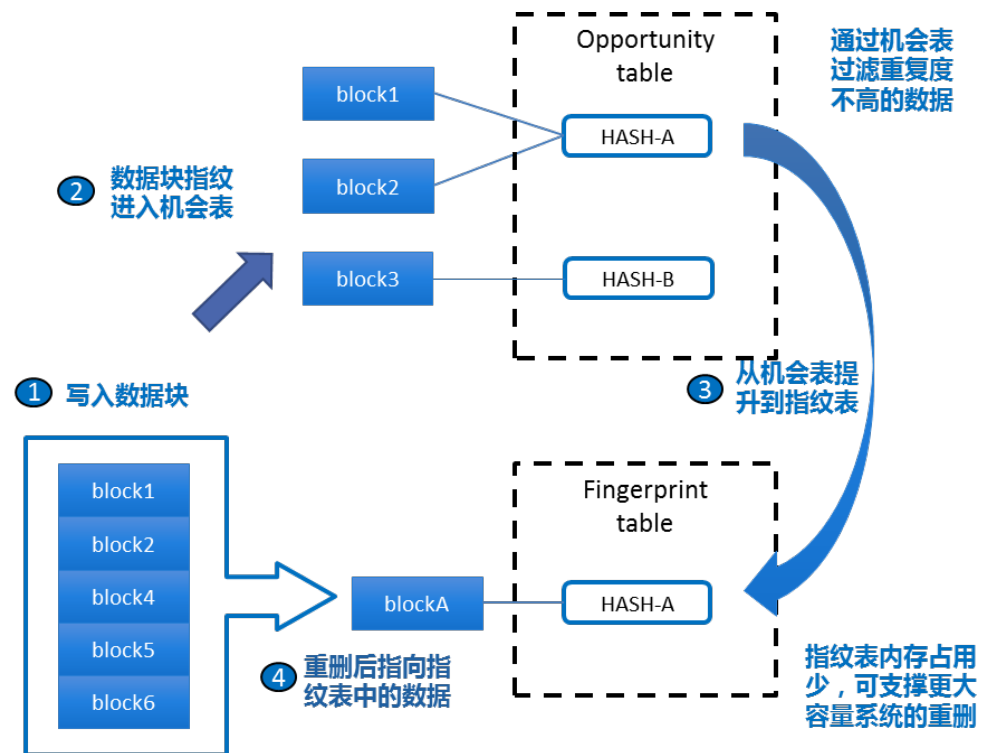 Opportunity
table
通过机会表
过滤重复度
不高的数据
block1
HASH-A
2
数据块指纹
进入机会表
block2
block3
HASH-B
1
写入数据块
3
从机会表提
升到指纹表
block1
block2
block4
block5
block6
Fingerprint
table
blockA
HASH-A
4
重删后指向指
纹表中的数据
指纹表内存占用
少，可支撑更大
容量系统的重删